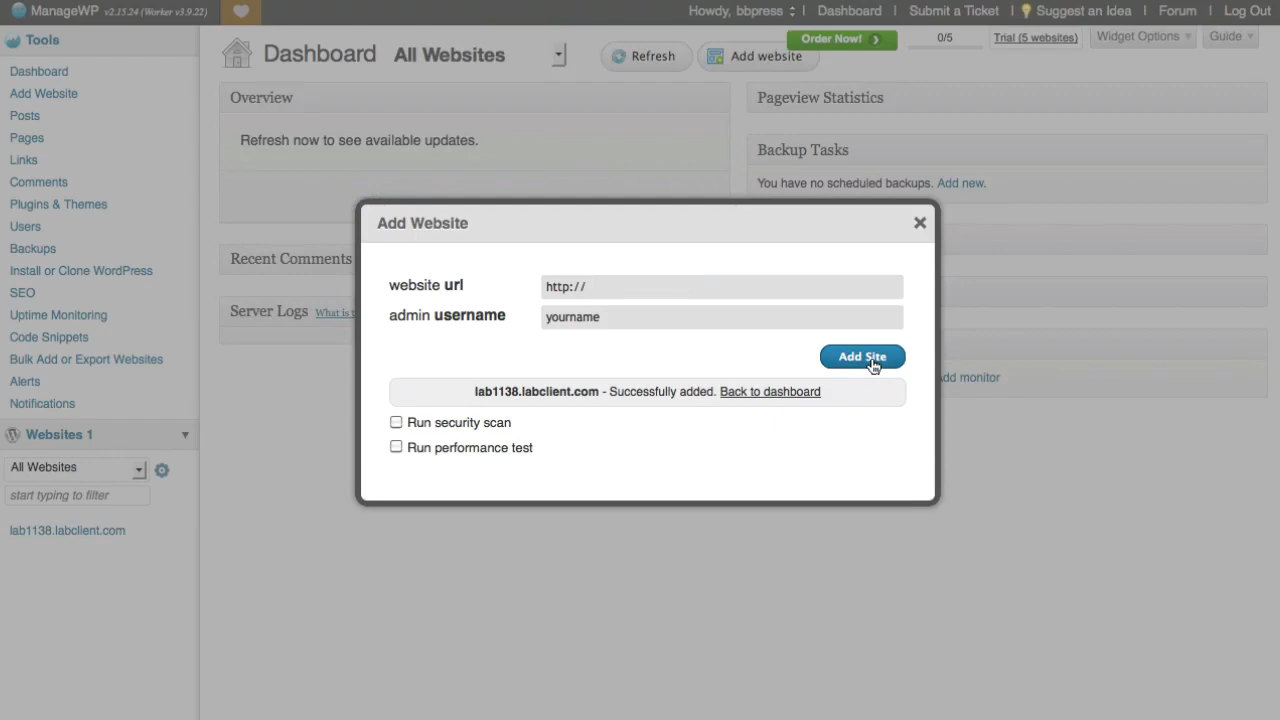 ManageWP v2.15.24 (Worker v3.9.22)
Howdy, bbpress | Dashboard | Submit a Ticket | Suggest an Idea | Forum | Log Out
Tools
Dashboard
Add Website
Posts
Pages
Links
Comments
Plugins & Themes
Users
Backups
Install or Clone WordPress
SEO
Uptime Monitoring
Code Snippets
Bulk Add or Export Websites
Alerts
Notifications
Websites 1
All Websites
start typing to filter
lab1138.labclient.com
Dashboard All Websites
Refresh
Add website
Order Now!
0/5
Trial (5 websites)
Widget Options
Guide
Overview
Refresh now to see available updates.
Recent Comments
Server Logs What is t
Pageview Statistics
Backup Tasks
You have no scheduled backups. Add new.
dd monitor
Add Website
website url
http://
admin username
yourname
Add Site
lab1138.labclient.com - Successfully added. Back to dashboard
Run security scan
Run performance test